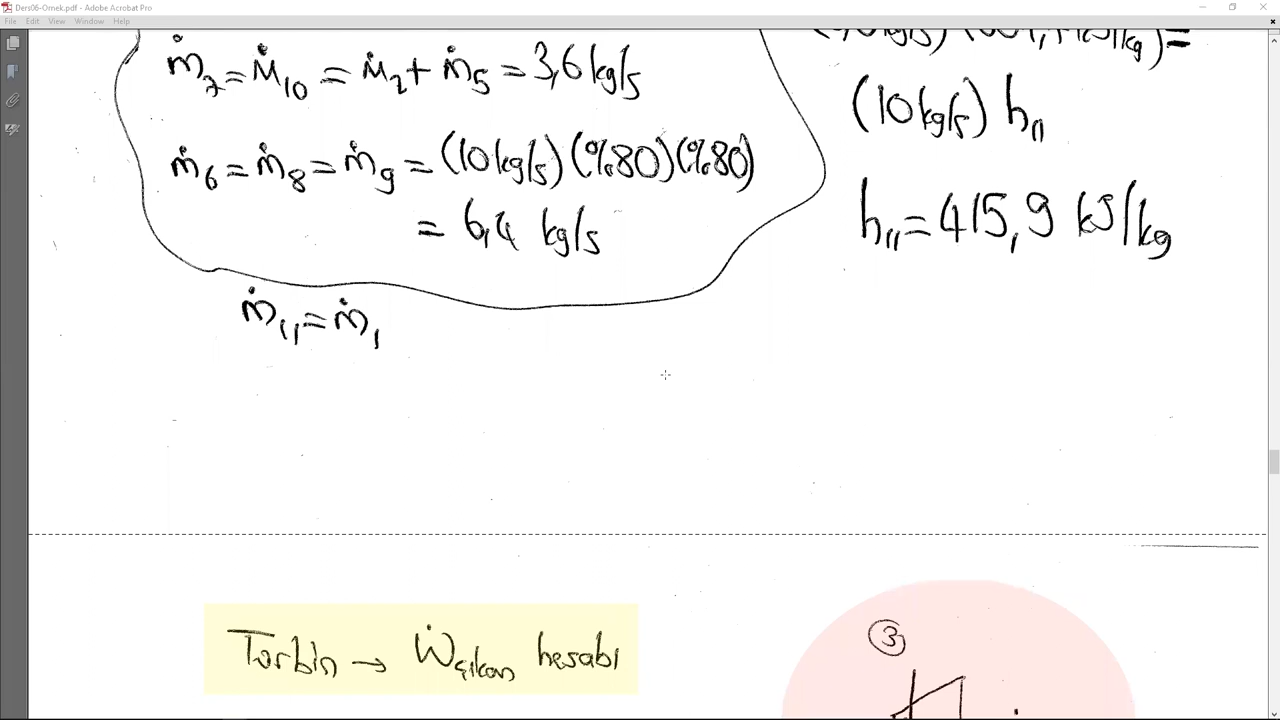 Ders06-Ornek.pdf - Adobe Acrobat Pro
File Edit View Window Help
ṁ₇ = ṁ₁₀ = ṁ₂ + ṁ₅ = 3,6 kg/s
ṁ₆ = ṁ₈ = ṁ₉ = (10 kg/s) (%80) (%80)
= 6,4 kg/s
ṁ₁₁ = ṁ₁
(10 kg/s) h₁₁
h₁₁ = 415,9 kJ/kg
Türbin → Ẇçıkan hesabı
3